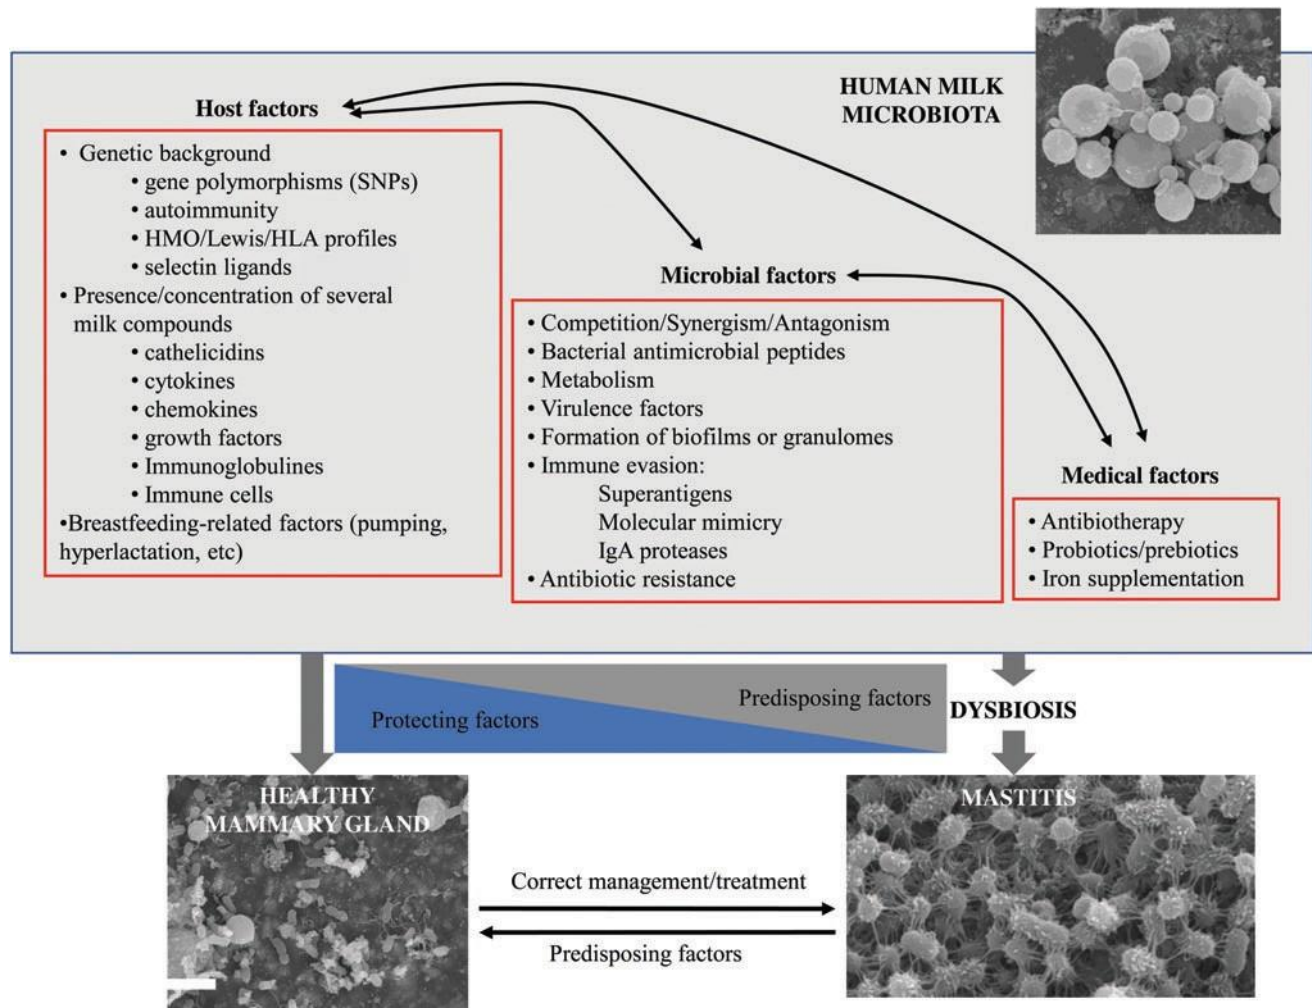 HUMAN MILK
MICROBIOTA
Host factors
• Genetic background
• gene polymorphisms (SNPs)
• autoimmunity
• HMO/Lewis/HLA profiles
• selectin ligands
• Presence/concentration of several
milk compounds
• cathelicidins
• cytokines
• chemokines
• growth factors
• Immunoglobulines
• Immune cells
•Breastfeeding-related factors (pumping,
hyperlactation, etc)
Microbial factors
• Competition/Synergism/Antagonism
• Bacterial antimicrobial peptides
• Metabolism
• Virulence factors
• Formation of biofilms or granulomes
• Immune evasion:
Superantigens
Molecular mimicry
IgA proteases
• Antibiotic resistance
Medical factors
• Antibiotherapy
• Probiotics/prebiotics
• Iron supplementation
Predisposing factors
Protecting factors
DYSBIOSIS
HEALTHY
MAMMARY GLAND
MASTITIS
Correct management/treatment
Predisposing factors